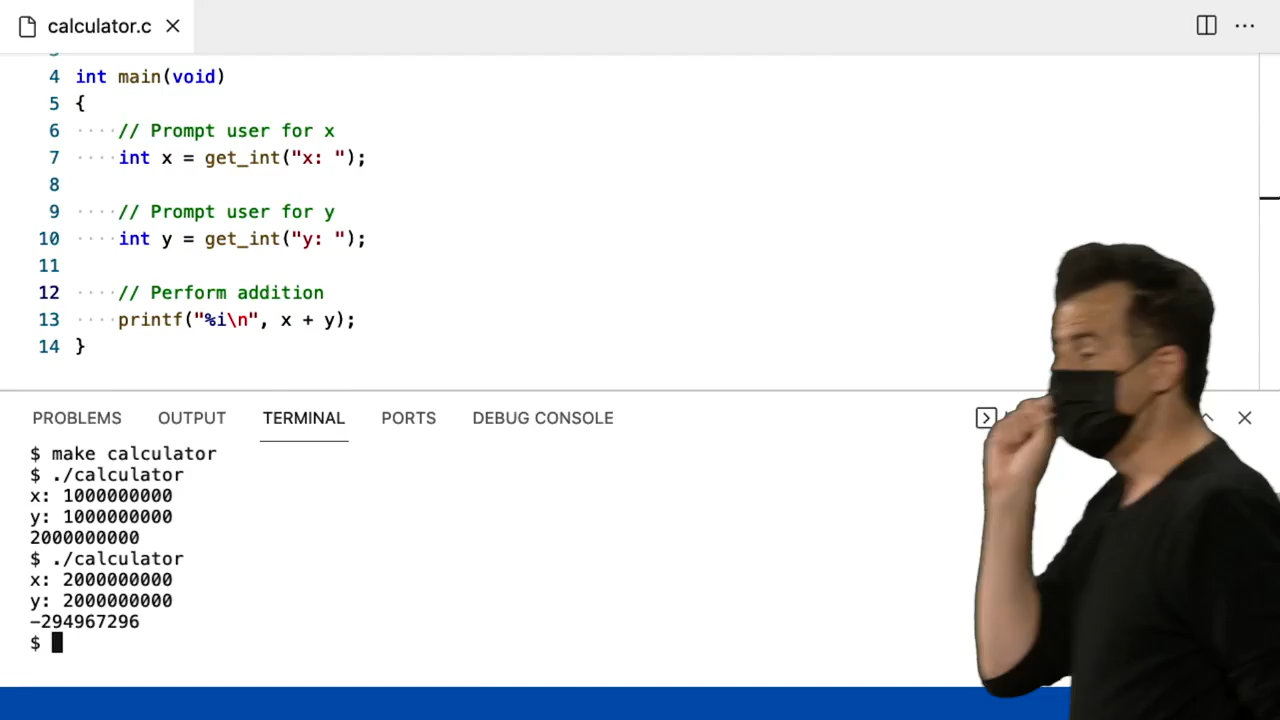 calculator.c
4 int main(void)
5 {
6 ····// Prompt user for x
7 ····int x = get_int("x: ");
8
9 ····// Prompt user for y
10 ····int y = get_int("y: ");
11
12 ····// Perform addition
13 ····printf("%i\n", x + y);
14 }
PROBLEMS OUTPUT TERMINAL PORTS DEBUG CONSOLE
$ make calculator
$ ./calculator
x: 1000000000
y: 1000000000
2000000000
$ ./calculator
x: 2000000000
y: 2000000000
-294967296
$